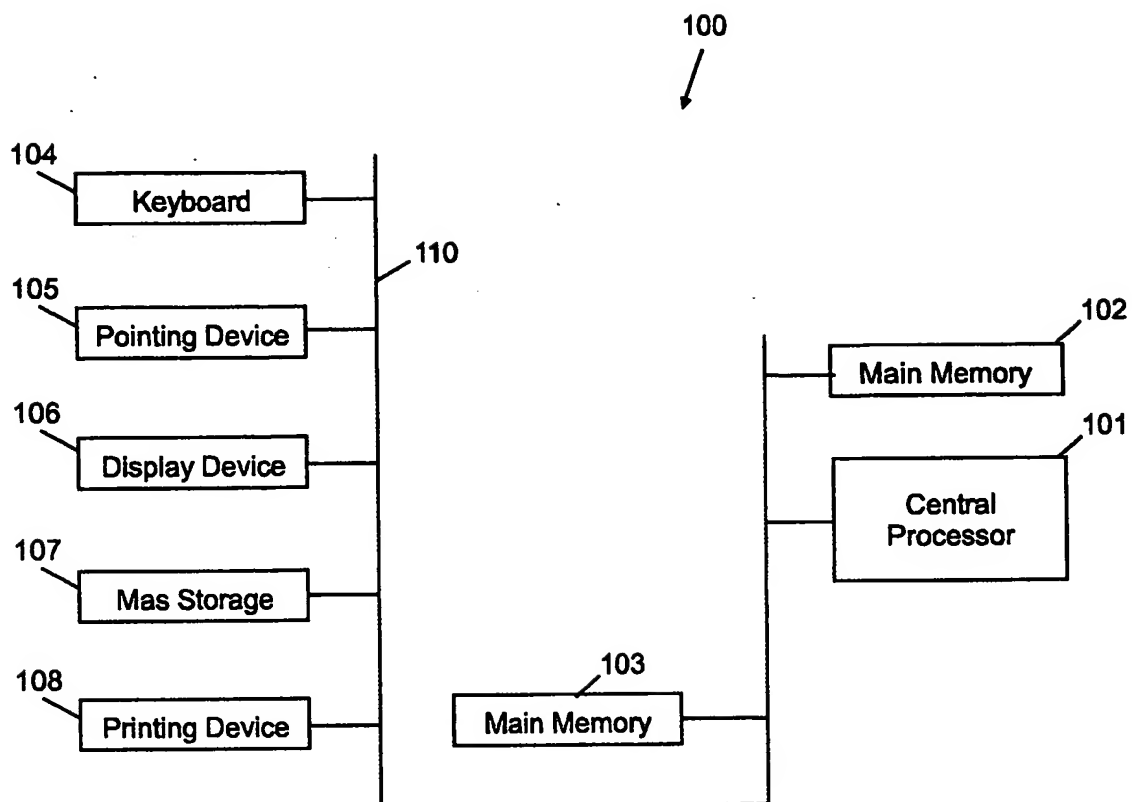 100
104
Keyboard
110
105
Pointing Device
102
Main Memory
106
Display Device
101
Central
Processor
107
Mas Storage
103
Main Memory
108
Printing Device